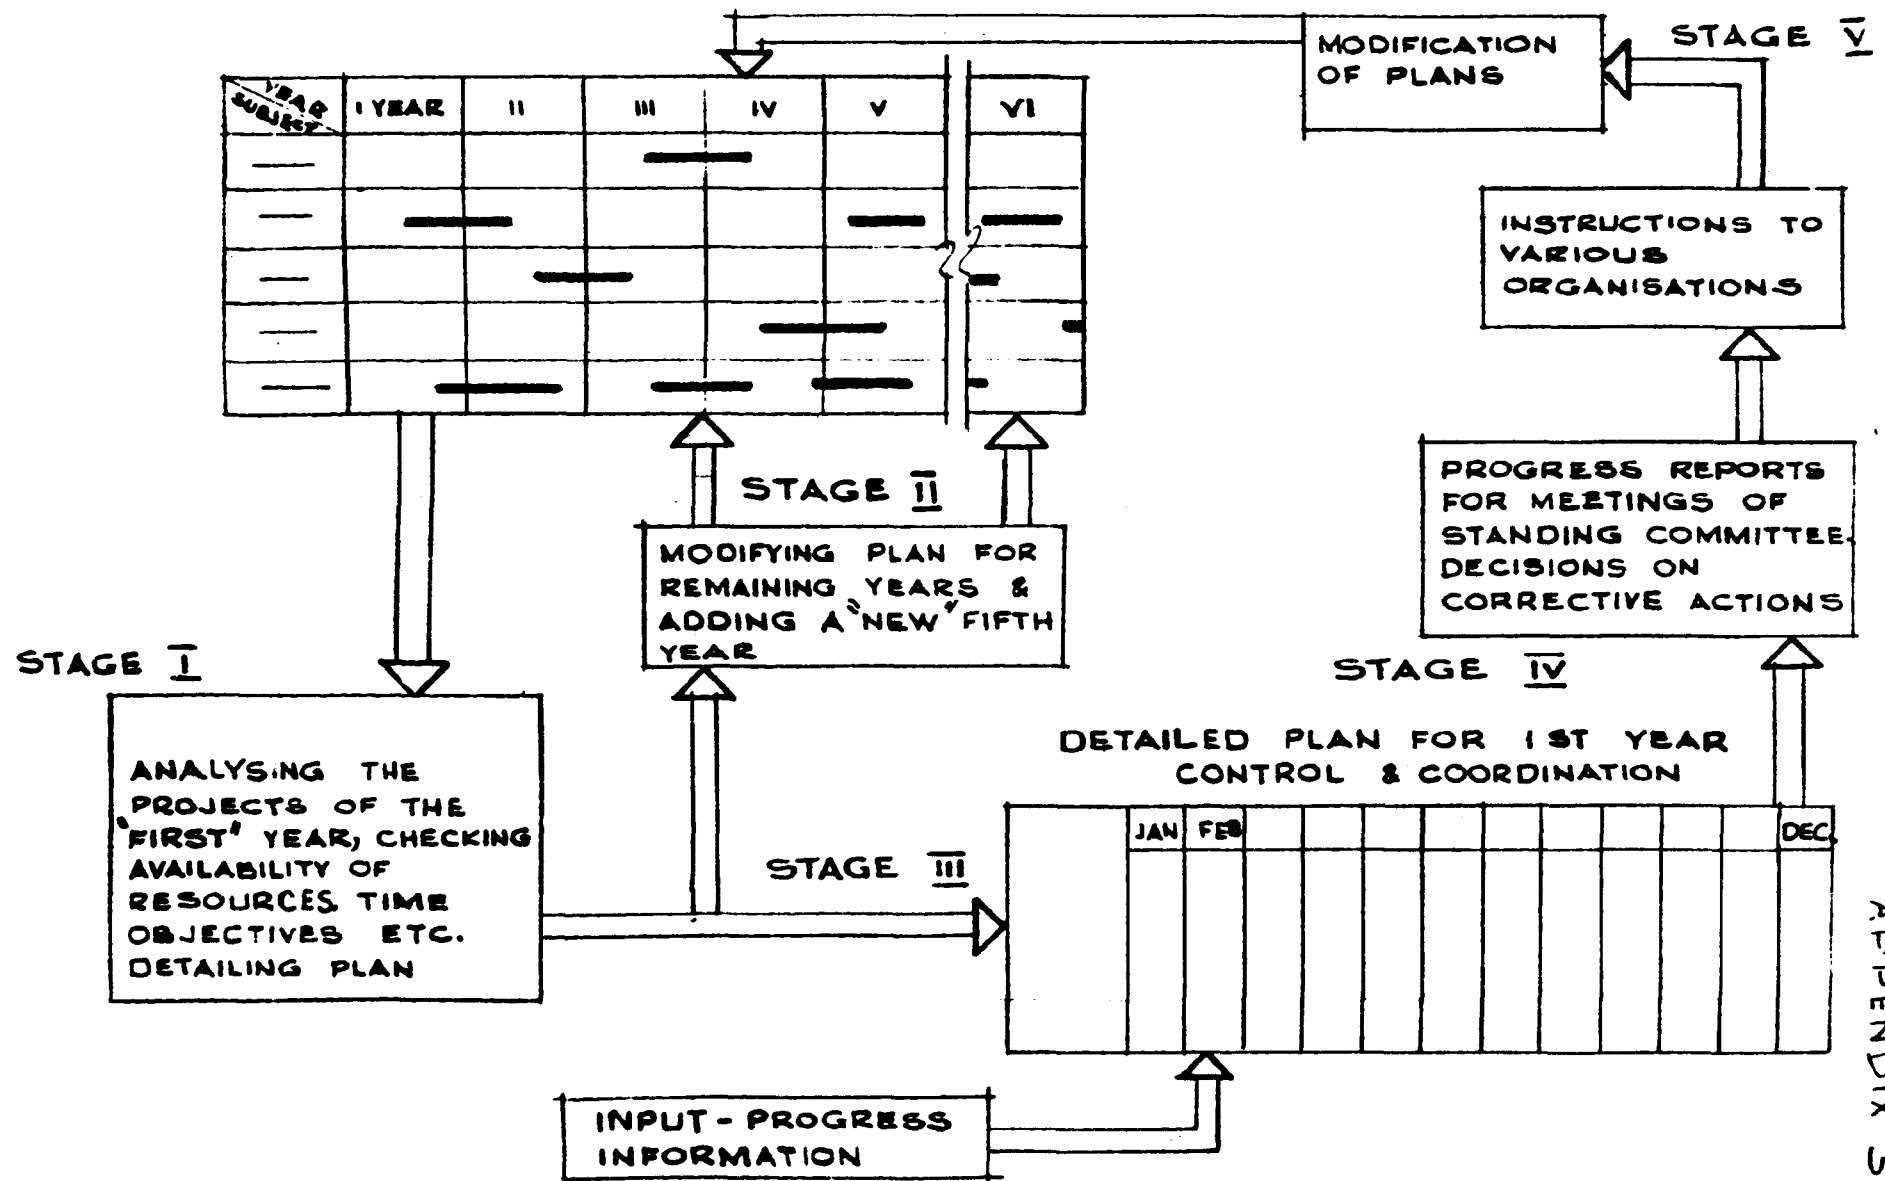 STAGE V
MODIFICATION
OF PLANS
YEAR
SUBJECT
1 YEAR II III IV V VI
INSTRUCTIONS TO
VARIOUS
ORGANISATIONS
PROGRESS REPORTS
FOR MEETINGS OF
STANDING COMMITTEE.
DECISIONS ON
CORRECTIVE ACTIONS
STAGE II
MODIFYING PLAN FOR
REMAINING YEARS &
ADDING A "NEW" FIFTH
YEAR
STAGE I
ANALYSING THE
PROJECTS OF THE
"FIRST" YEAR, CHECKING
AVAILABILITY OF
RESOURCES TIME
OBJECTIVES ETC.
DETAILING PLAN
STAGE IV
DETAILED PLAN FOR 1ST YEAR
CONTROL & COORDINATION
STAGE III
JAN FEB DEC.
INPUT-PROGRESS
INFORMATION
APPENDIX 5